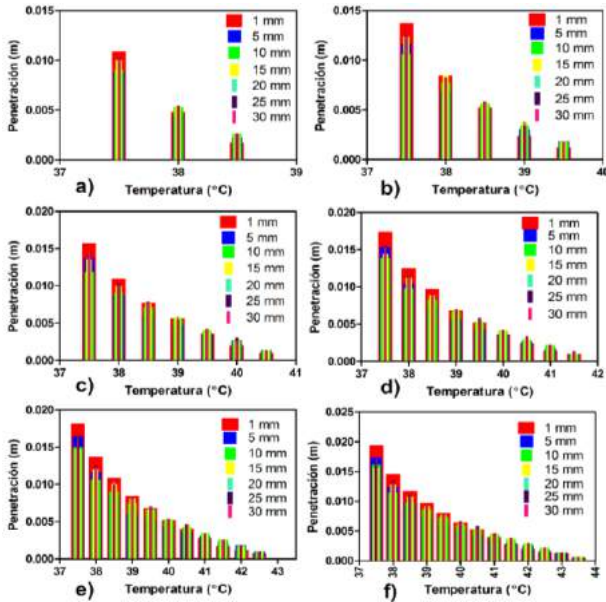 Penetración (m)
0.015
0.010
0.005
0.000
37
38
39
Temperatura (°C)
1 mm
5 mm
10 mm
15 mm
20 mm
25 mm
30 mm
a)
Penetración (m)
0.015
0.010
0.005
0.000
37
38
39
40
Temperatura (°C)
1 mm
5 mm
10 mm
15 mm
20 mm
25 mm
30 mm
b)
Penetración (m)
0.020
0.015
0.010
0.005
0.000
37
38
39
40
41
Temperatura (°C)
1 mm
5 mm
10 mm
15 mm
20 mm
25 mm
30 mm
c)
Penetración (m)
0.020
0.015
0.010
0.005
0.000
37
38
39
40
41
42
Temperatura (°C)
1 mm
5 mm
10 mm
15 mm
20 mm
25 mm
30 mm
d)
Penetración (m)
0.020
0.015
0.010
0.005
0.000
37
38
39
40
41
42
43
Temperatura (°C)
1 mm
5 mm
10 mm
15 mm
20 mm
25 mm
30 mm
e)
Penetración (m)
0.025
0.020
0.015
0.010
0.005
0.000
37
38
39
40
41
42
43
44
Temperatura (°C)
1 mm
5 mm
10 mm
15 mm
20 mm
25 mm
30 mm
f)